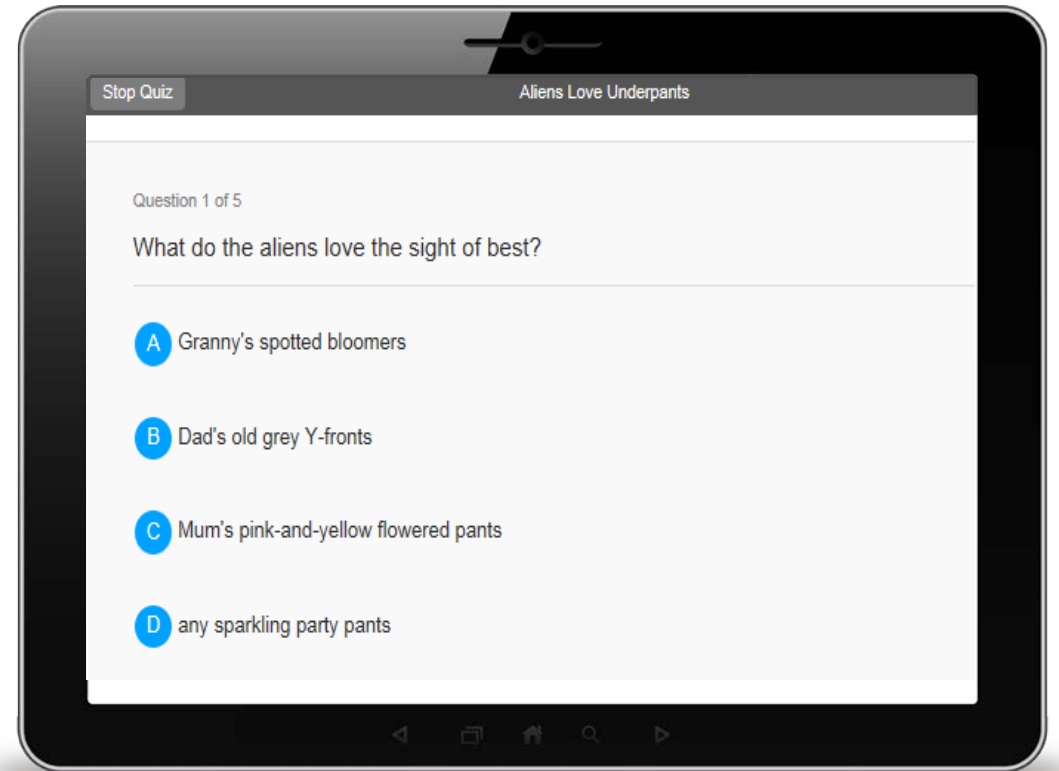 Stop Quiz
Aliens Love Underpants
Question 1 of 5
What do the aliens love the sight of best?
A Granny's spotted bloomers
B Dad's old grey Y-fronts
C Mum's pink-and-yellow flowered pants
D any sparkling party pants